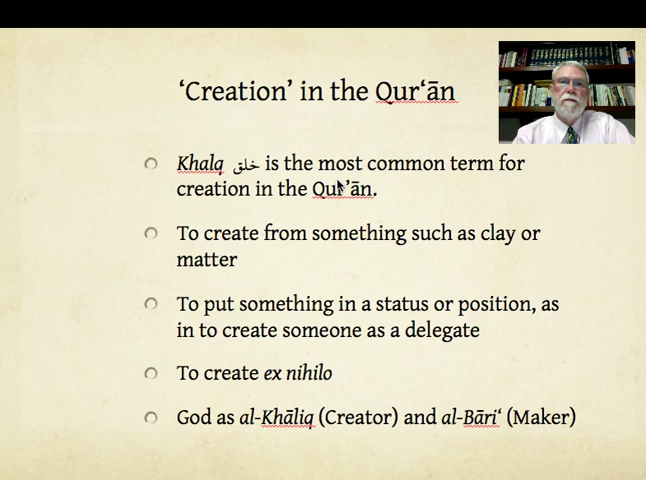 ‘Creation’ in the Qur‘ān
Khalq خلق is the most common term for
creation in the Qur’ān.
To create from something such as clay or
matter
To put something in a status or position, as
in to create someone as a delegate
To create ex nihilo
God as al-Khāliq (Creator) and al-Bāri‘ (Maker)